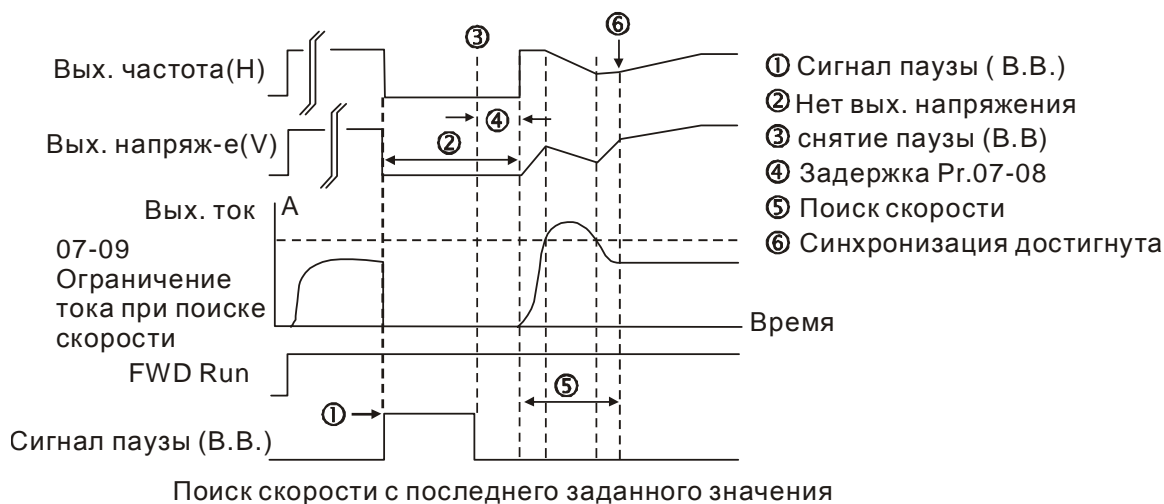 ③
⑥
Вых. частота(H)
④
②
Вых. напряж-е(V)
Вых. ток A
07-09
Ограничение
тока при поиске
скорости
Время
FWD Run
⑤
①
Сигнал паузы (В.В.)
① Сигнал паузы ( В.В.)
② Нет вых. напряжения
③ снятие паузы (В.В)
④ Задержка Pr.07-08
⑤ Поиск скорости
⑥ Синхронизация достигнута
Поиск скорости с последнего заданного значения